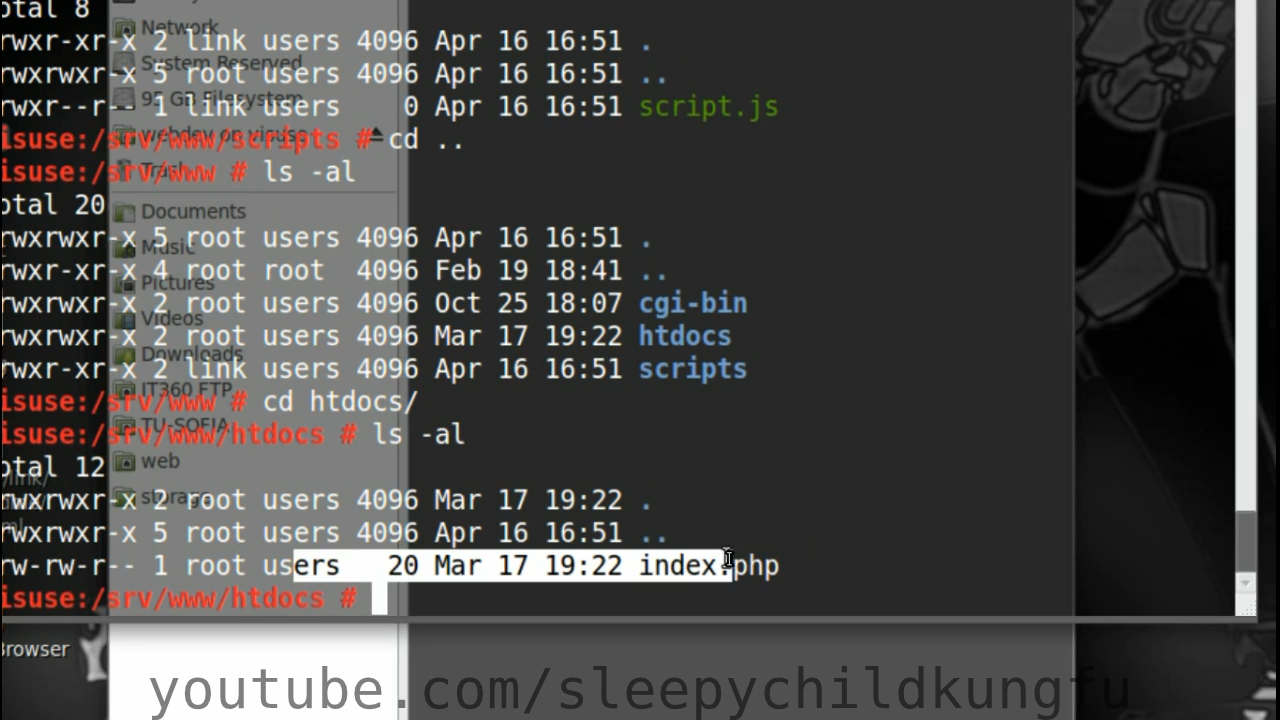 otal 8
rwxr-xr-x 2 link users 4096 Apr 16 16:51 .
rwxrwxr-x 5 root users 4096 Apr 16 16:51 ..
rwxr--r-- 1 link users    0 Apr 16 16:51 script.js
isuse:/srv/www/scripts # cd ..
isuse:/srv/www # ls -al
otal 20
rwxrwxr-x 5 root users 4096 Apr 16 16:51 .
rwxr-xr-x 4 root root  4096 Feb 19 18:41 ..
rwxrwxr-x 2 root users 4096 Oct 25 18:07 cgi-bin
rwxrwxr-x 2 root users 4096 Mar 17 19:22 htdocs
rwxr-xr-x 2 link users 4096 Apr 16 16:51 scripts
isuse:/srv/www # cd htdocs/
isuse:/srv/www/htdocs # ls -al
otal 12
rwxrwxr-x 2 root users 4096 Mar 17 19:22 .
rwxrwxr-x 5 root users 4096 Apr 16 16:51 ..
rw-rw-r-- 1 root users   20 Mar 17 19:22 index.php
isuse:/srv/www/htdocs #
Network
System Reserved
95 GB Filesystem
webdev on visuse
Trash
Documents
Music
Pictures
Videos
Downloads
IT360 FTP
TU-SOFIA
web
storage
Browser
youtube.com/sleepychildkungfu